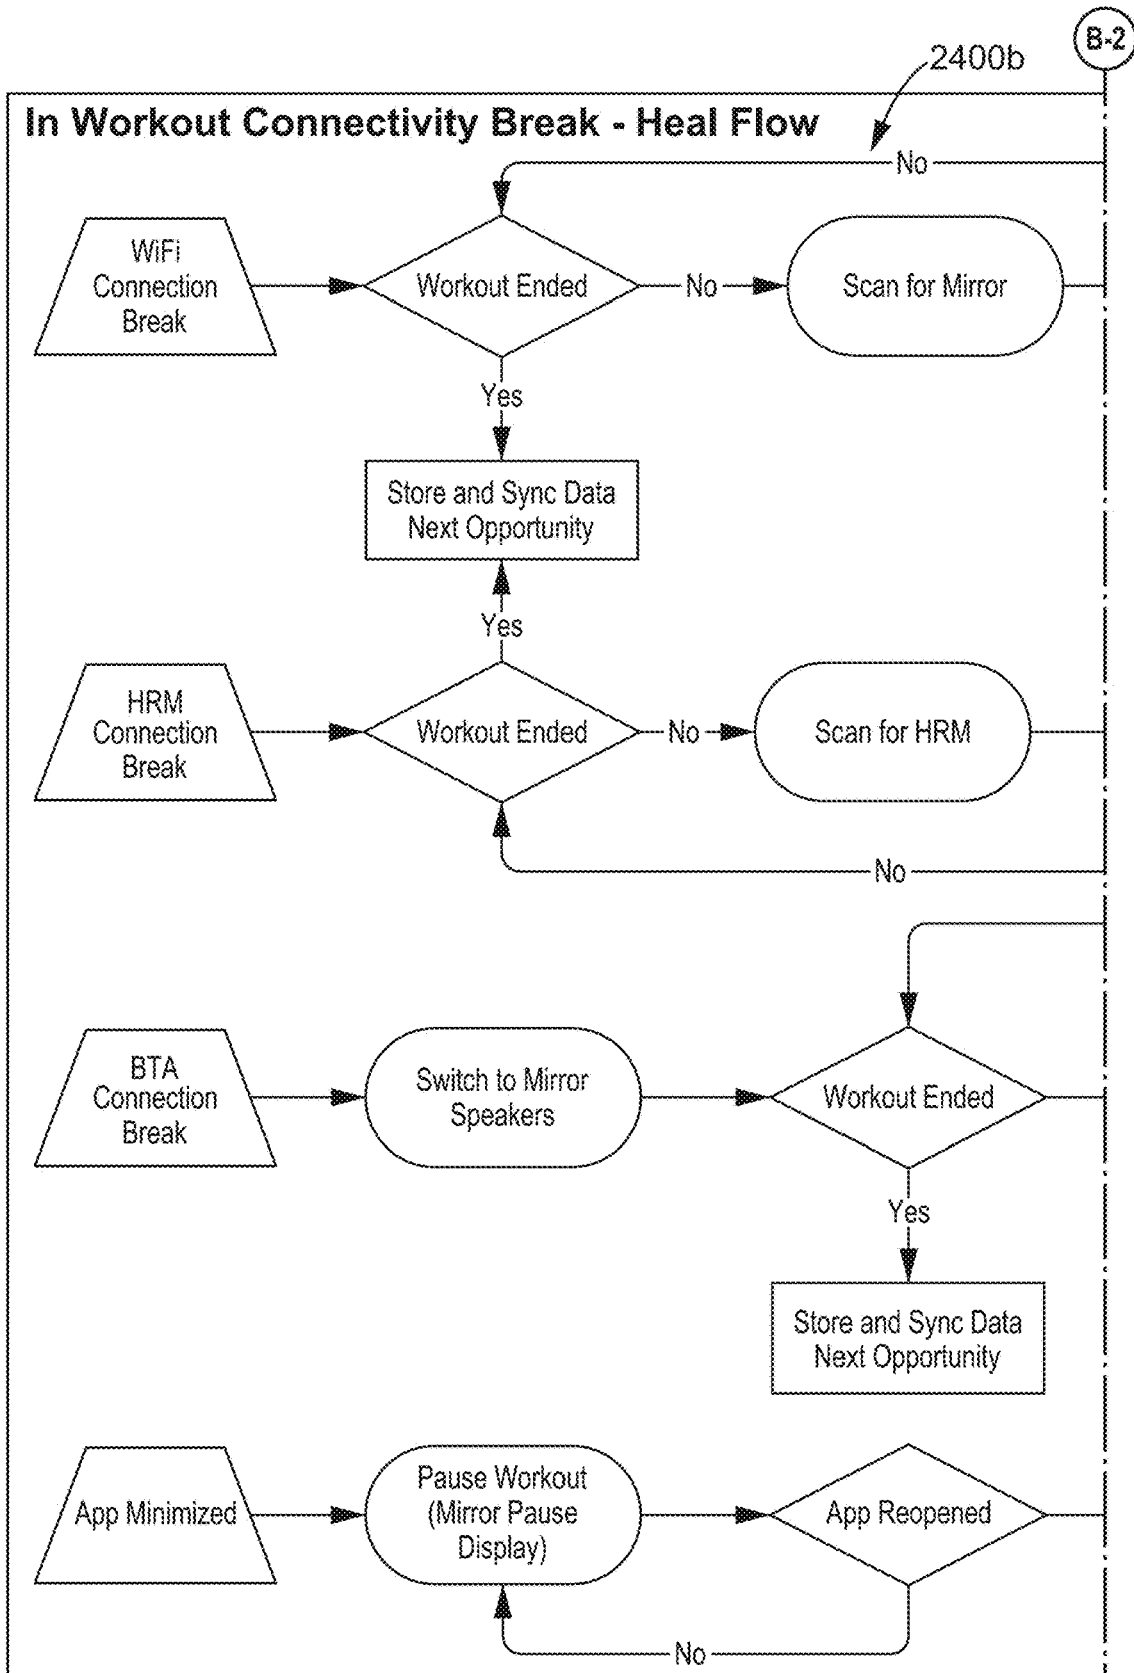 B-2
2400b
In Workout Connectivity Break - Heal Flow
No
WiFi
Connection
Break
Workout Ended
No
Scan for Mirror
Yes
Store and Sync Data
Next Opportunity
Yes
HRM
Connection
Break
Workout Ended
No
Scan for HRM
No
BTA
Connection
Break
Switch to Mirror
Speakers
Workout Ended
Yes
Store and Sync Data
Next Opportunity
App Minimized
Pause Workout
(Mirror Pause
Display)
App Reopened
No